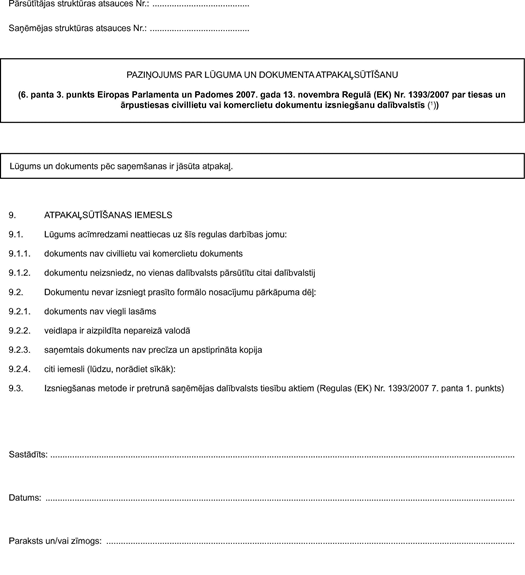 Pārsūtītājas struktūras atsauces Nr.: ........................................
Saņēmējas struktūras atsauces Nr.: .........................................
PAZIŅOJUMS PAR LŪGUMA UN DOKUMENTA ATPAKAĻSŪTĪŠANU
(6. panta 3. punkts Eiropas Parlamenta un Padomes 2007. gada 13. novembra Regulā (EK) Nr. 1393/2007 par tiesas un
ārpustiesas civillietu vai komerclietu dokumentu izsniegšanu dalībvalstīs (¹))
Lūgums un dokuments pēc saņemšanas ir jāsūta atpakaļ.
9. ATPAKAĻSŪTĪŠANAS IEMESLS
9.1. Lūgums acīmredzami neattiecas uz šīs regulas darbības jomu:
9.1.1. dokuments nav civillietu vai komerclietu dokuments
9.1.2. dokumentu neizsniedz, no vienas dalībvalsts pārsūtītu citai dalībvalstij
9.2. Dokumentu nevar izsniegt prasīto formālo nosacījumu pārkāpuma dēļ:
9.2.1. dokuments nav viegli lasāms
9.2.2. veidlapa ir aizpildīta nepareizā valodā
9.2.3. saņemtais dokuments nav precīza un apstiprināta kopija
9.2.4. citi iemesli (lūdzu, norādiet sīkāk):
9.3. Izsniegšanas metode ir pretrunā saņēmējas dalībvalsts tiesību aktiem (Regulas (EK) Nr. 1393/2007 7. panta 1. punkts)
Sastādīts: ................................................................................
Datums: ................................................................................
Paraksts un/vai zīmogs: ................................................................................